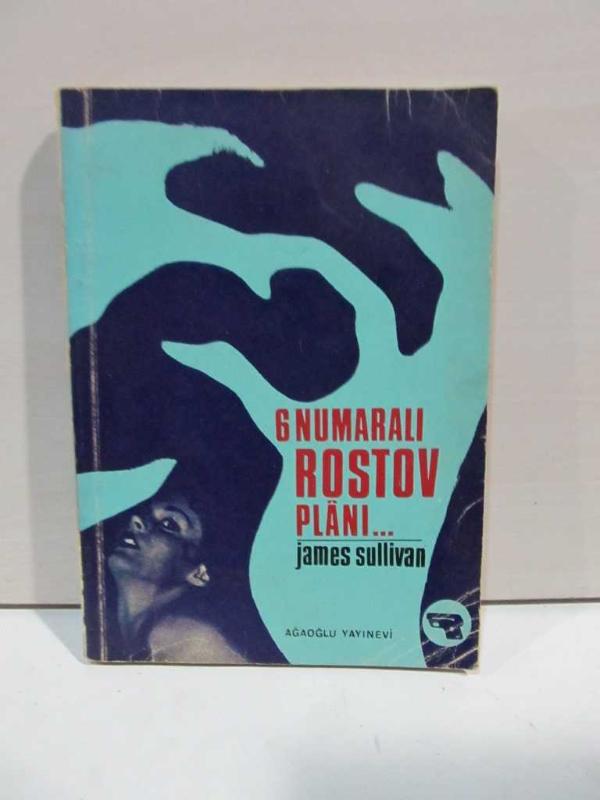 6 NUMARALI
ROSTOV
PLÂNI...
james sullivan
AĞAOĞLU YAYINEVİ